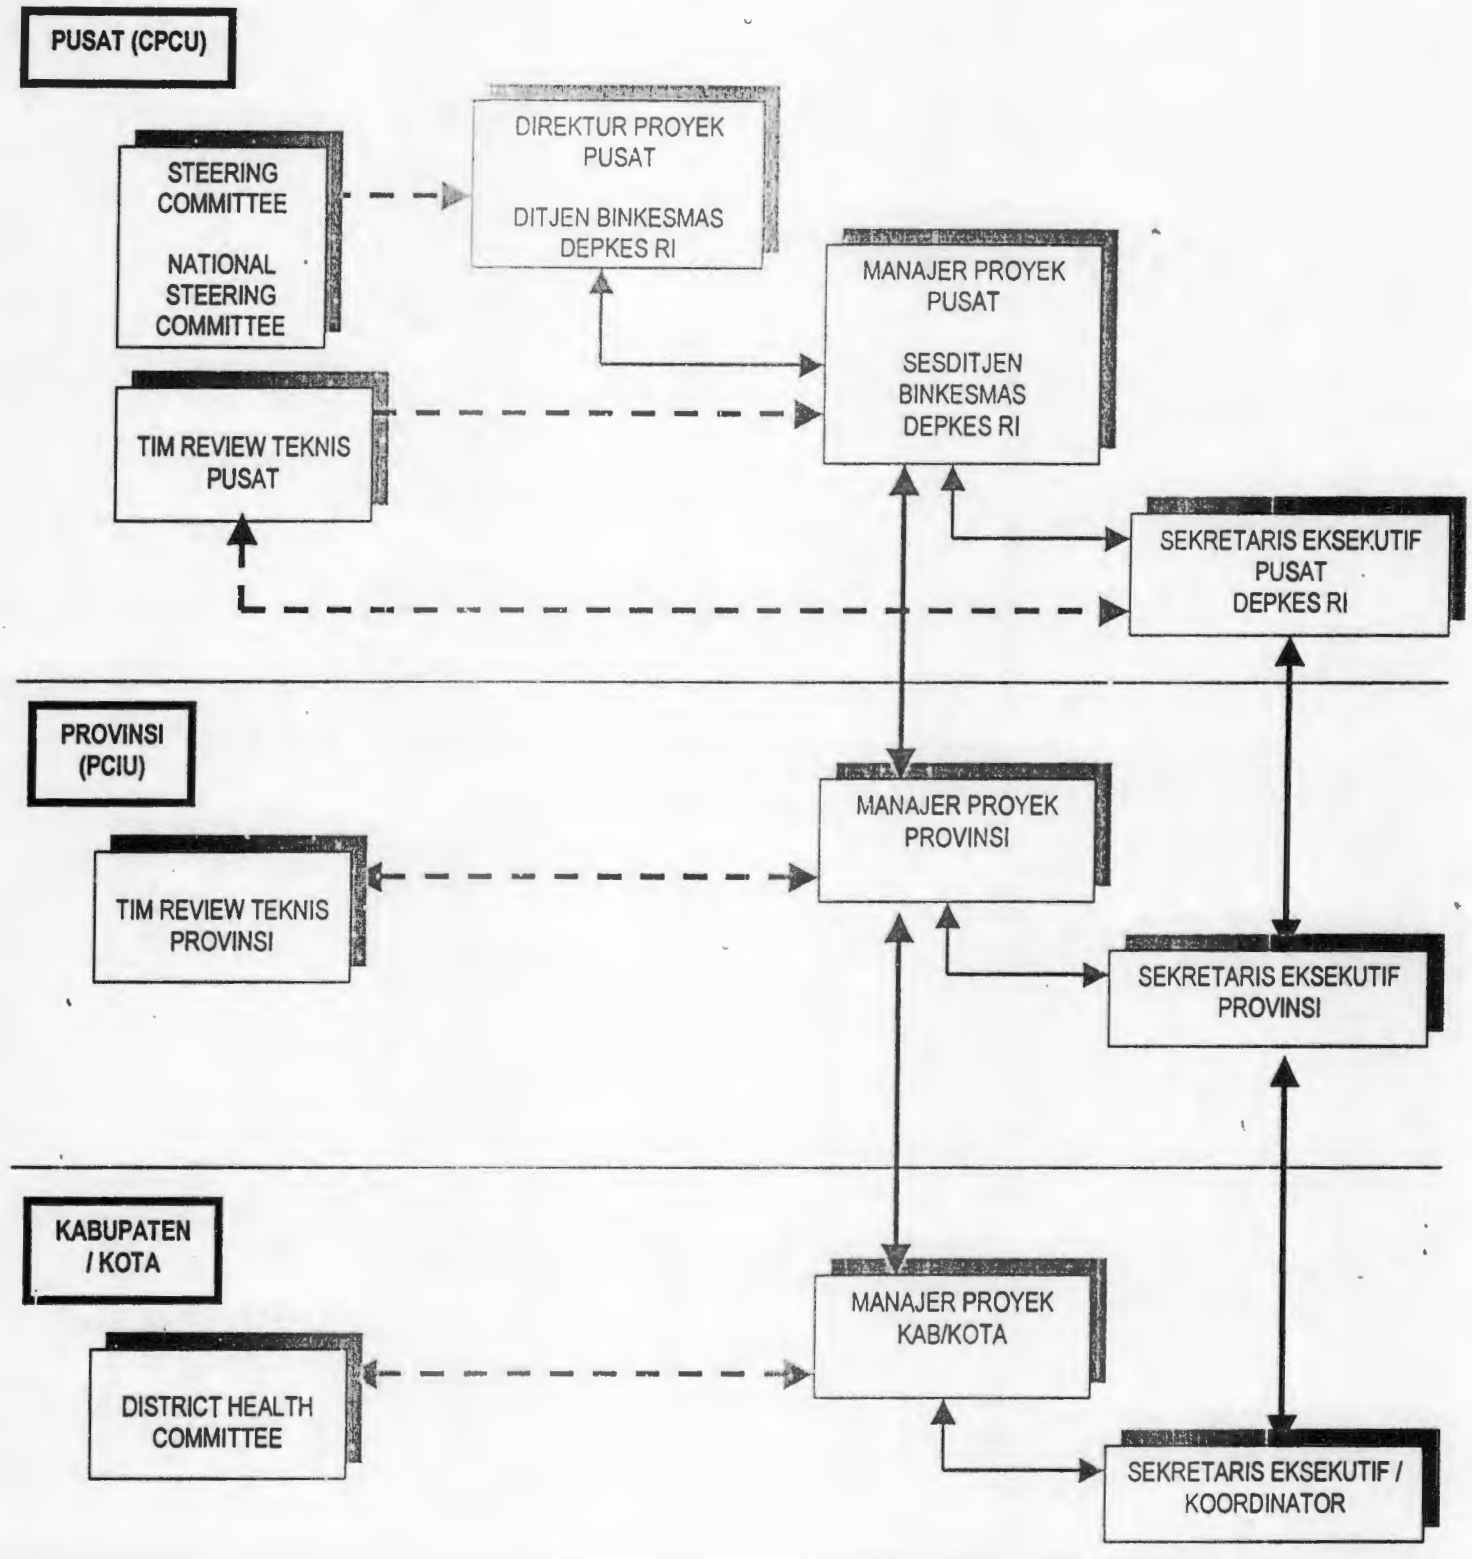 PUSAT (CPCU)
DIREKTUR PROYEK
PUSAT
DITJEN BINKESMAS
DEPKES RI
STEERING
COMMITTEE
NATIONAL
STEERING
COMMITTEE
MANAJER PROYEK
PUSAT
SESDITJEN
BINKESMAS
DEPKES RI
TIM REVIEW TEKNIS
PUSAT
SEKRETARIS EKSEKUTIF
PUSAT
DEPKES RI
PROVINSI
(PCIU)
MANAJER PROYEK
PROVINSI
TIM REVIEW TEKNIS
PROVINSI
SEKRETARIS EKSEKUTIF
PROVINSI
KABUPATEN
/ KOTA
MANAJER PROYEK
KAB/KOTA
DISTRICT HEALTH
COMMITTEE
SEKRETARIS EKSEKUTIF /
KOORDINATOR